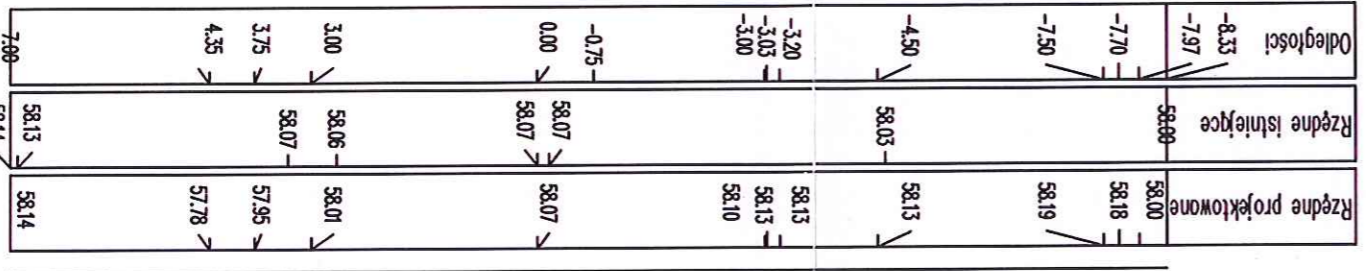 Rzędne projektowane 58.00 58.18 58.19 58.13 58.13 58.13 58.10 58.07 58.01 57.95 57.78 58.14
Rzędne istniejące 58.00 58.03 58.07 58.07 58.06 58.07 58.13
Odległości -8.33 -7.97 -7.70 -7.50 -4.50 -3.20 -3.03 -3.00 -0.75 0.00 3.00 3.75 4.35 7.00